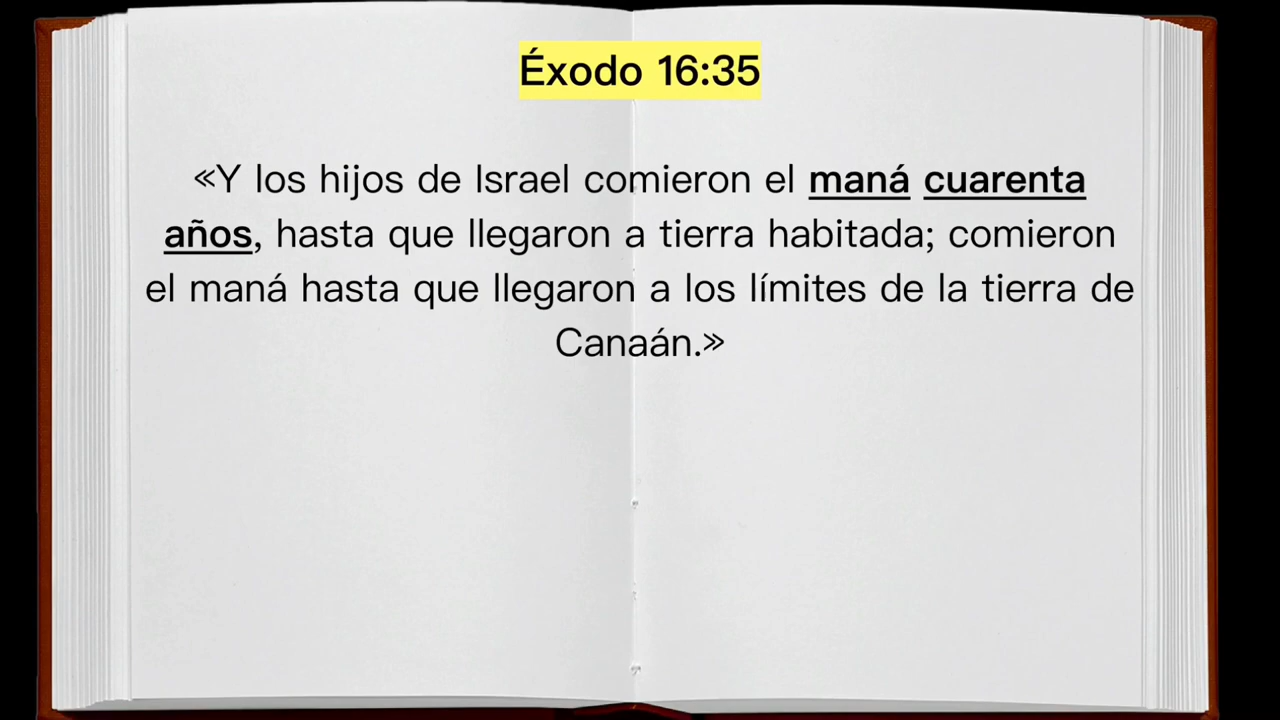 Éxodo 16:35
«Y los hijos de Israel comieron el maná cuarenta
años, hasta que llegaron a tierra habitada; comieron
el maná hasta que llegaron a los límites de la tierra de
Canaán.»